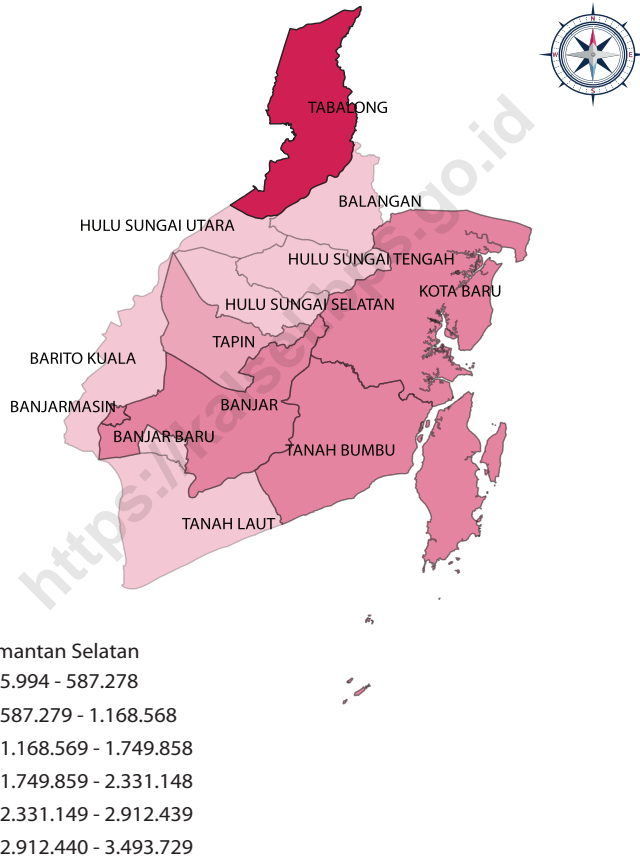 N
W
E
S
TABALONG
BALANGAN
HULU SUNGAI UTARA
HULU SUNGAI TENGAH
KOTA BARU
HULU SUNGAI SELATAN
TAPIN
BARITO KUALA
BANJARMASIN
BANJAR
BANJAR BARU
TANAH BUMBU
TANAH LAUT
https://kalsel.bps.go.id
mantan Selatan
5.994 - 587.278
587.279 - 1.168.568
1.168.569 - 1.749.858
1.749.859 - 2.331.148
2.331.149 - 2.912.439
2.912.440 - 3.493.729